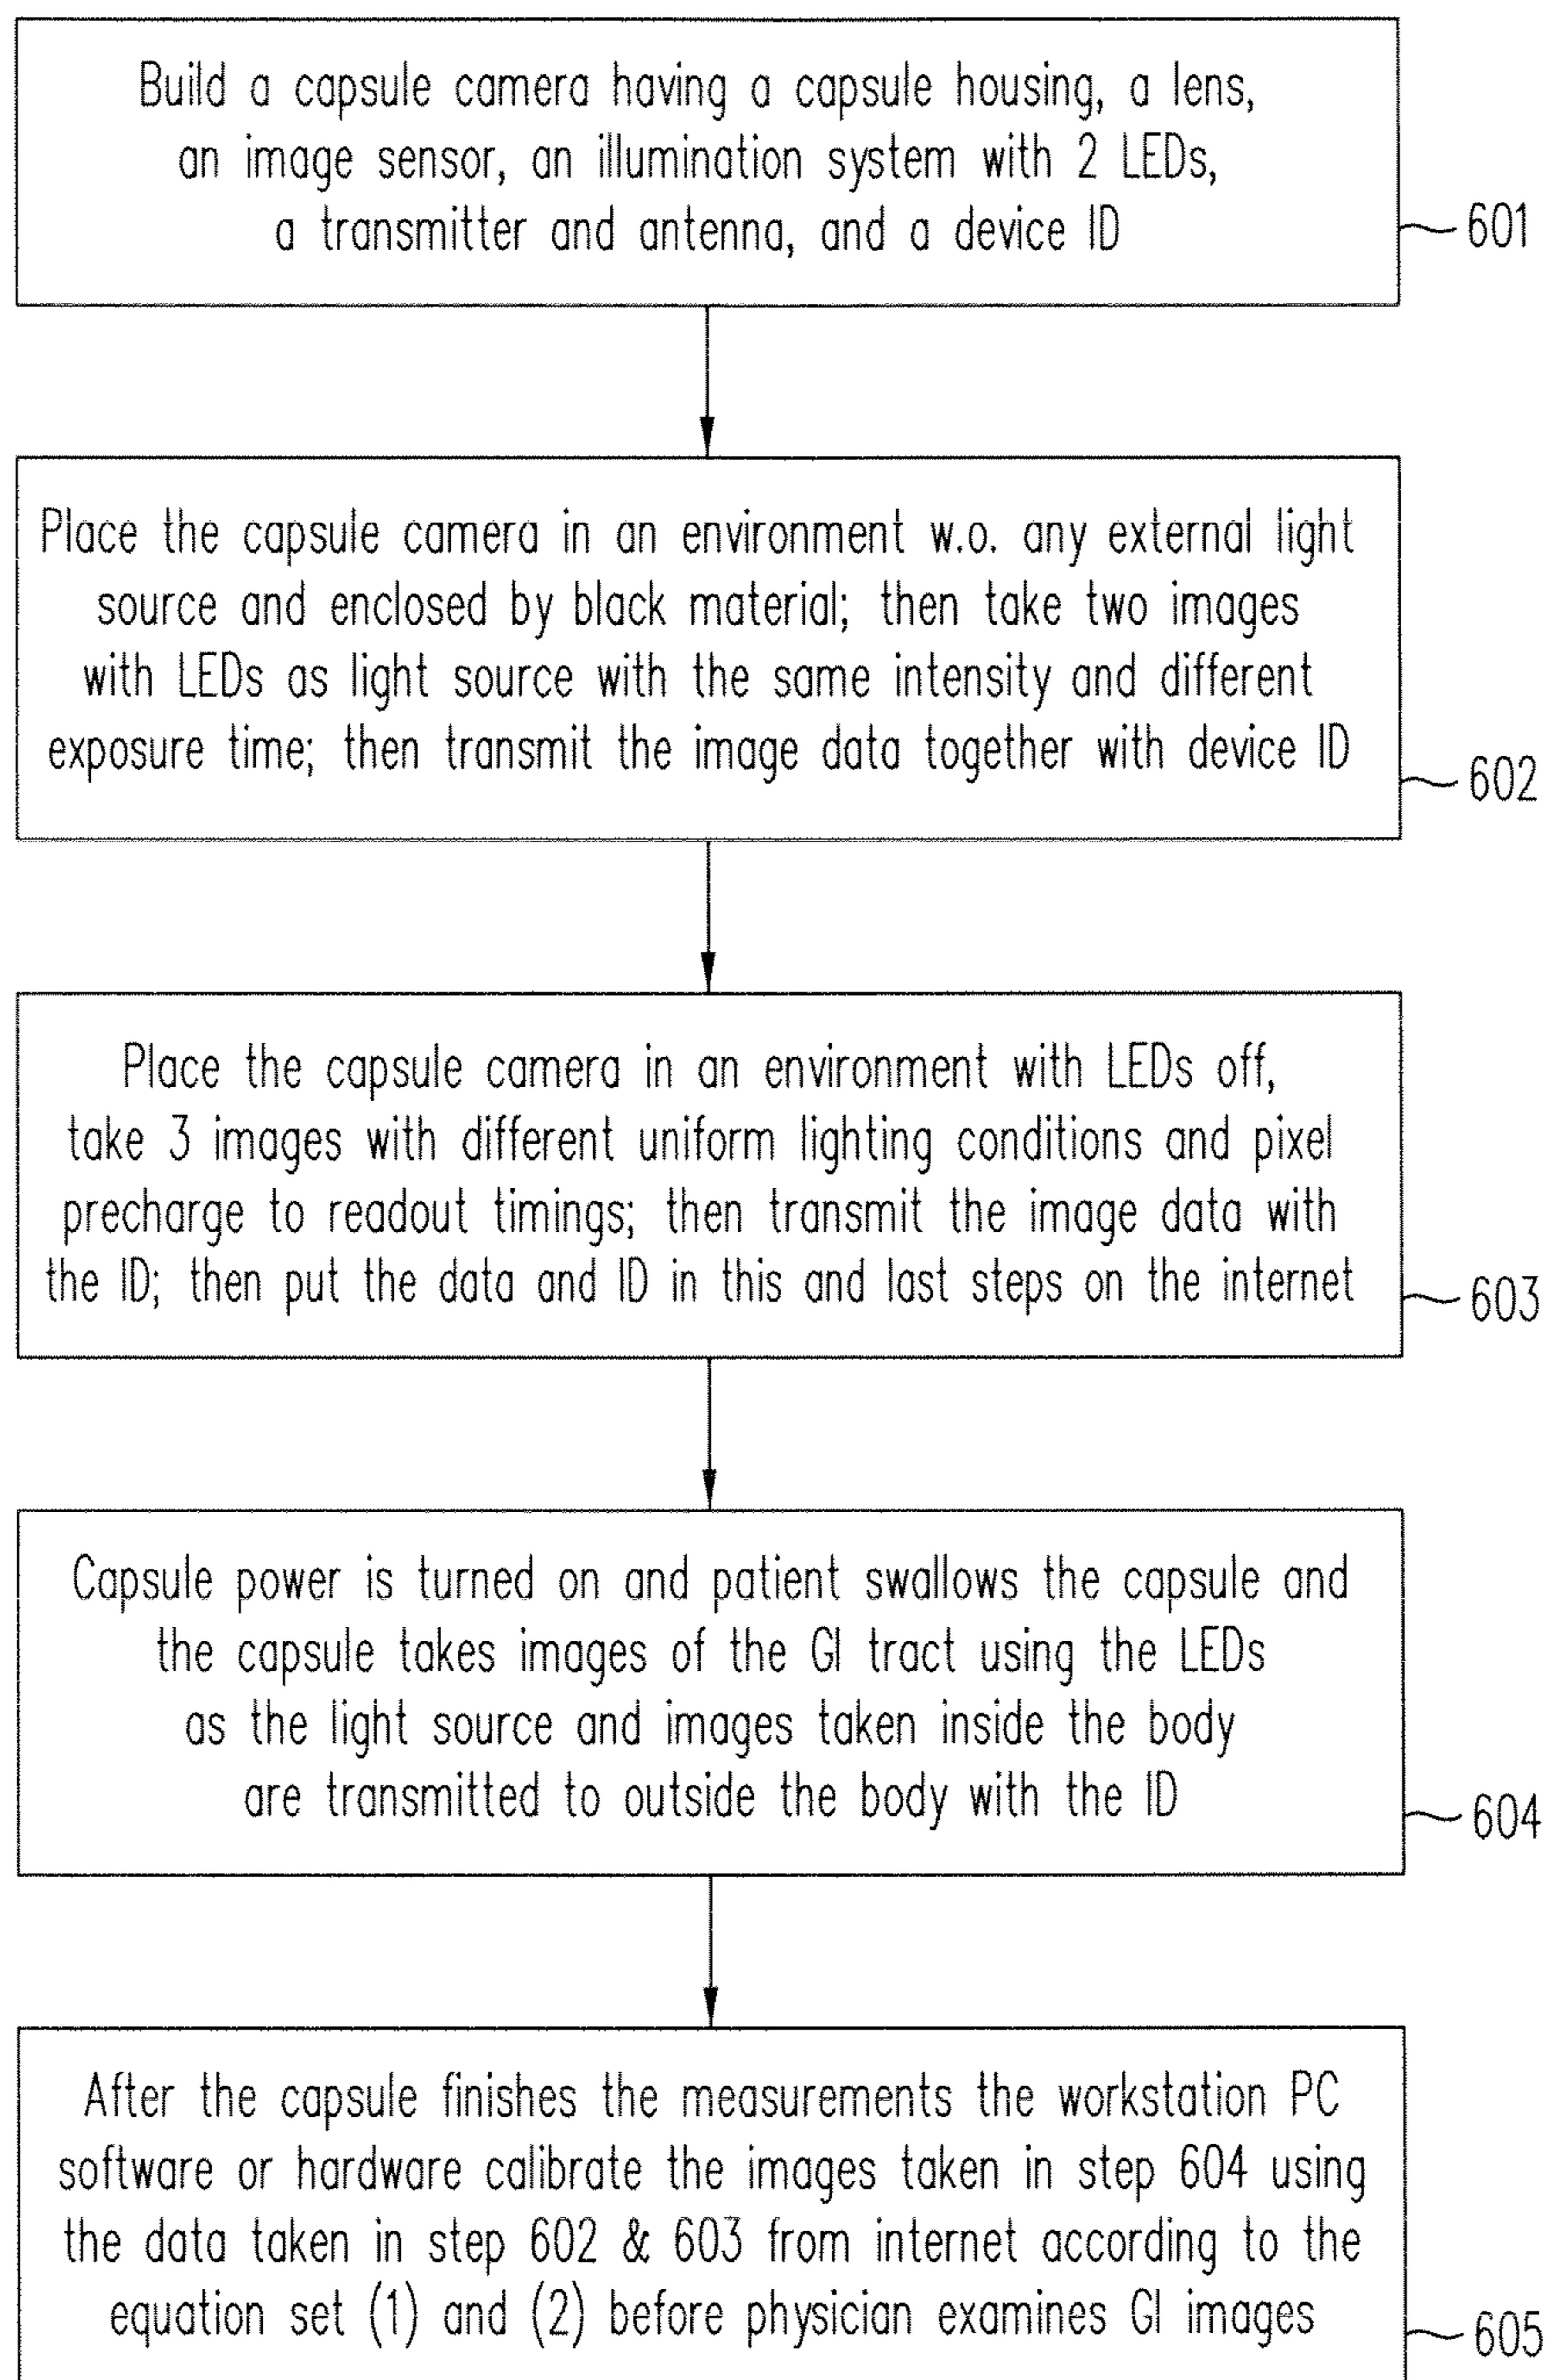 Build a capsule camera having a capsule housing, a lens,
an image sensor, an illumination system with 2 LEDs,
a transmitter and antenna, and a device ID
601
Place the capsule camera in an environment w.o. any external light
source and enclosed by black material; then take two images
with LEDs as light source with the same intensity and different
exposure time; then transmit the image data together with device ID
602
Place the capsule camera in an environment with LEDs off,
take 3 images with different uniform lighting conditions and pixel
precharge to readout timings; then transmit the image data with
the ID; then put the data and ID in this and last steps on the internet
603
Capsule power is turned on and patient swallows the capsule and
the capsule takes images of the GI tract using the LEDs
as the light source and images taken inside the body
are transmitted to outside the body with the ID
604
After the capsule finishes the measurements the workstation PC
software or hardware calibrate the images taken in step 604 using
the data taken in step 602 & 603 from internet according to the
equation set (1) and (2) before physician examines GI images
605